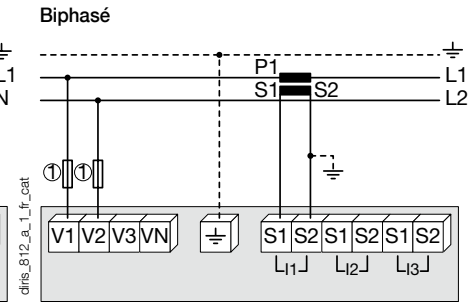 Biphasé
L1
P1
L1
N
S1
S2
L2
1
1
V1 V2 V3 VN
S1 S2 S1 S2 S1 S2
I1
I2
I3
diris_812_a_1_fr_cat